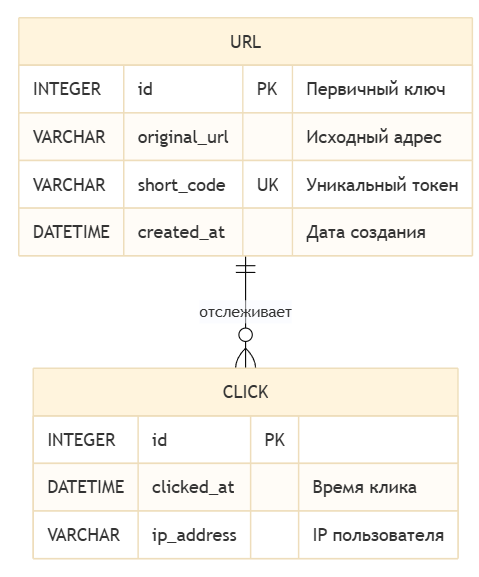 URL
INTEGER id PK Первичный ключ
VARCHAR original_url Исходный адрес
VARCHAR short_code UK Уникальный токен
DATETIME created_at Дата создания
отслеживает
CLICK
INTEGER id PK
DATETIME clicked_at Время клика
VARCHAR ip_address IP пользователя